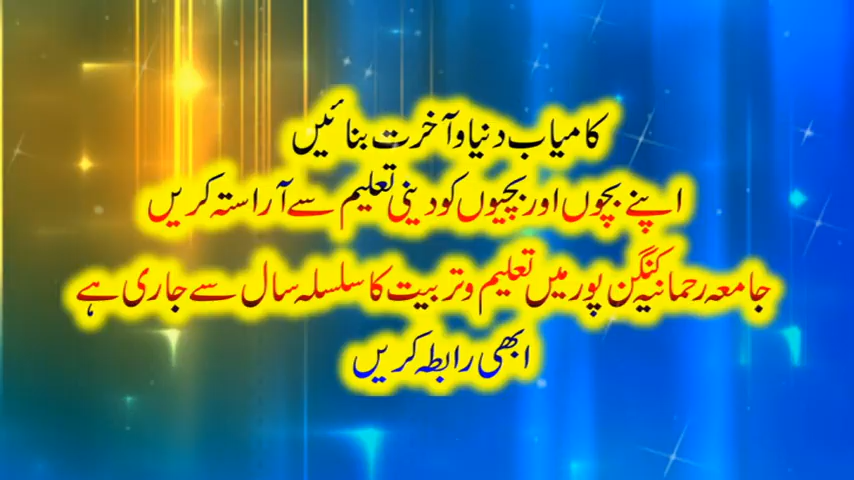 کامیاب دنیا و آخرت بنائیں
اپنے بچوں اور بچیوں کو دینی تعلیم سے آراستہ کریں
جامعہ رحمانیہ کنگن پور میں تعلیم و تربیت کا سلسلہ سال سے جاری ہے
ابھی رابطہ کریں